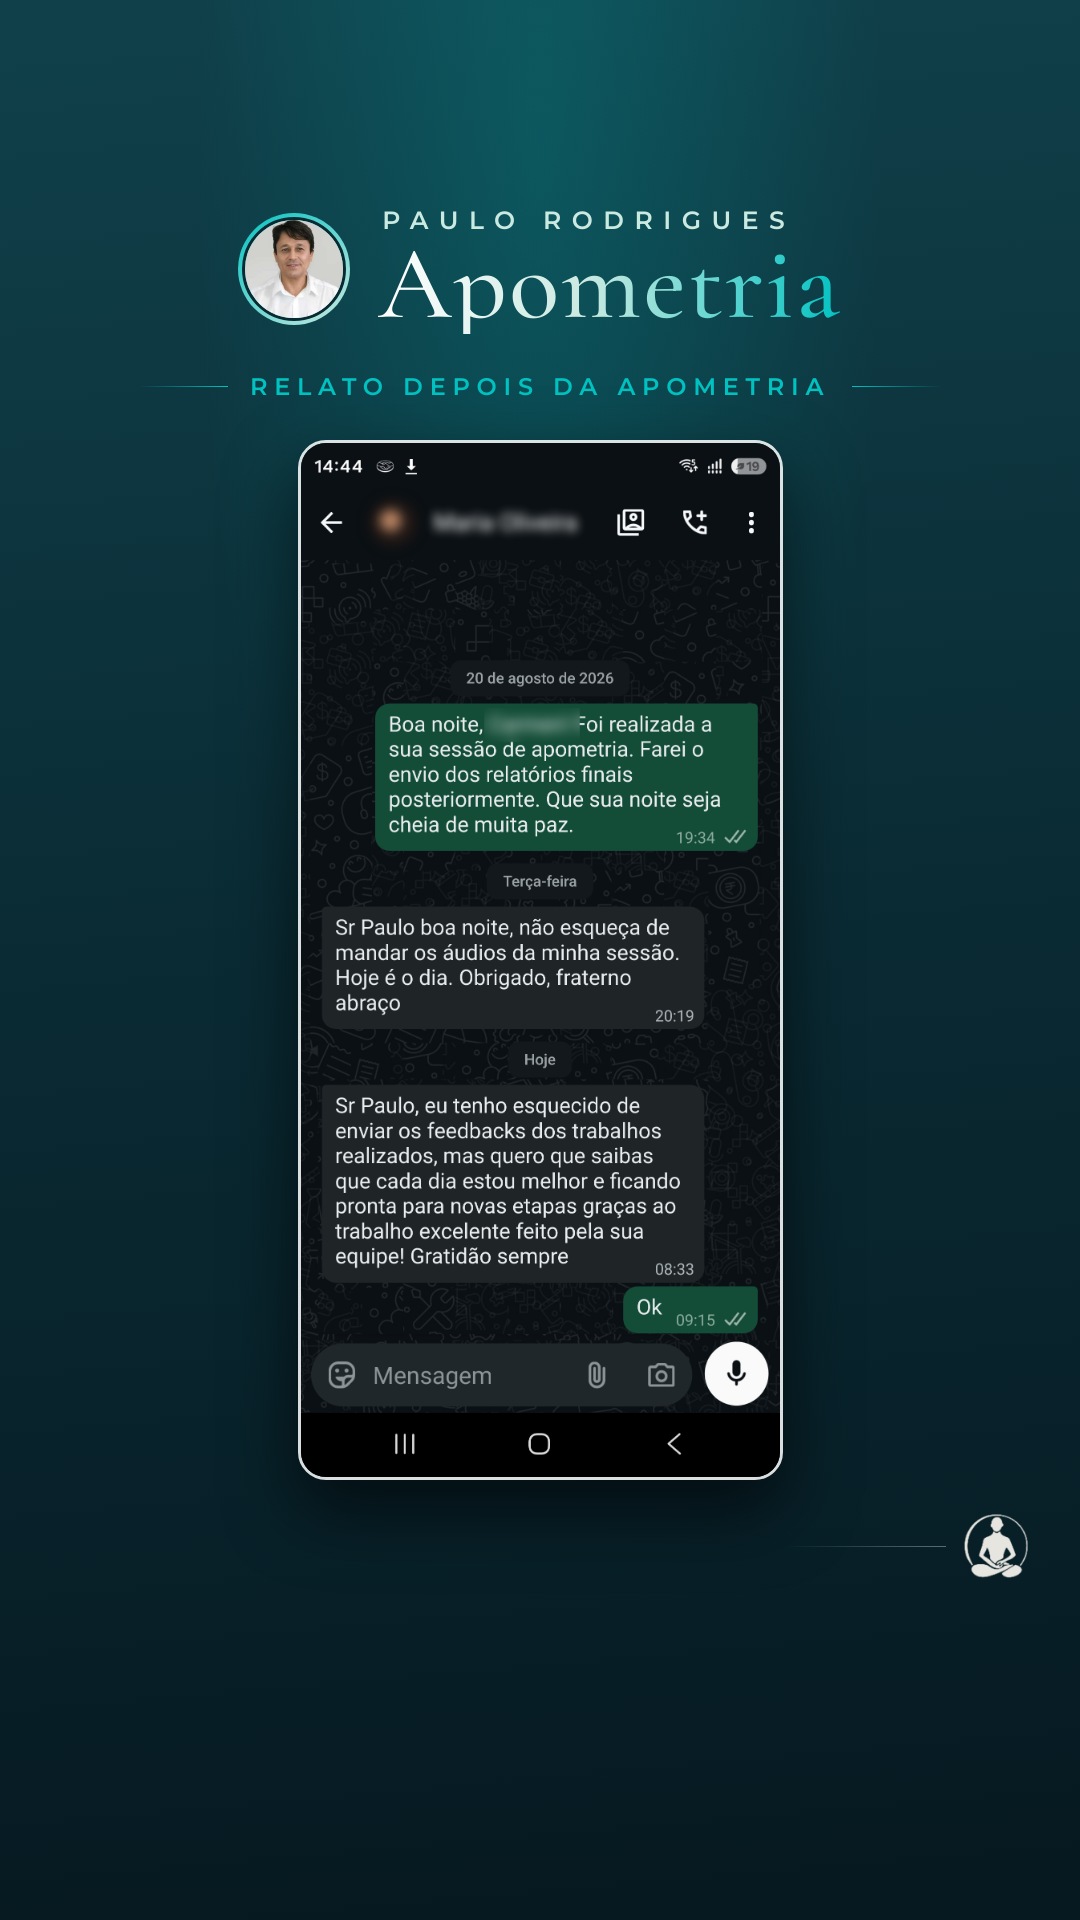 PAULO RODRIGUES
Apometria
RELATO DEPOIS DA APOMETRIA
14:44
19
20 de agosto de 2026
Boa noite, Foi realizada a
sua sessão de apometria. Farei o
envio dos relatórios finais
posteriormente. Que sua noite seja
cheia de muita paz.
19:34
Terça-feira
Sr Paulo boa noite, não esqueça de
mandar os áudios da minha sessão.
Hoje é o dia. Obrigado, fraterno
abraço
20:19
Hoje
Sr Paulo, eu tenho esquecido de
enviar os feedbacks dos trabalhos
realizados, mas quero que saibas
que cada dia estou melhor e ficando
pronta para novas etapas graças ao
trabalho excelente feito pela sua
equipe! Gratidão sempre
08:33
Ok
09:15
Mensagem